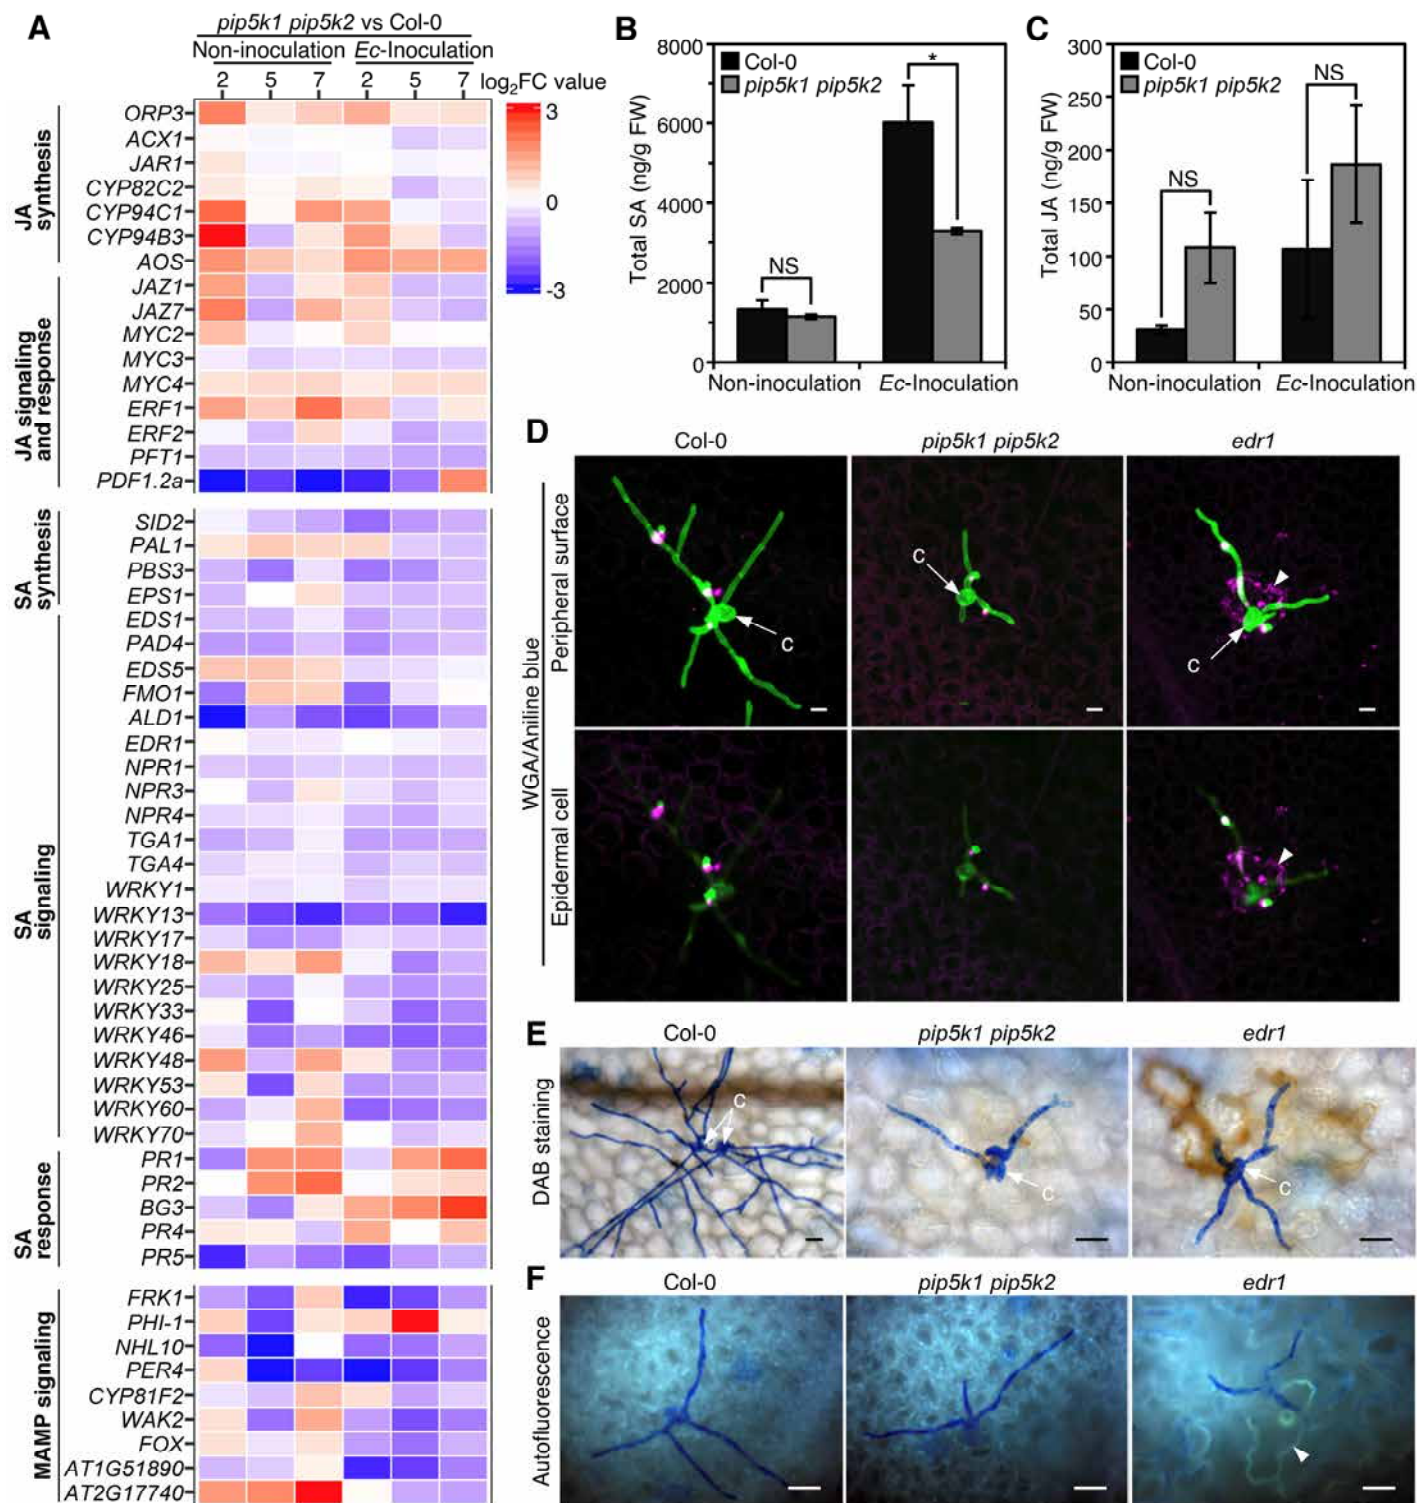 A
pip5k1 pip5k2 vs Col-0
Non-inoculation Ec-Inoculation
2 5 7 2 5 7
log2FC value
3
0
-3
JA synthesis
ORP3
ACX1
JAR1
CYP82C2
CYP94C1
CYP94B3
AOS
JA signaling and response
JAZ1
JAZ7
MYC2
MYC3
MYC4
ERF1
ERF2
PFT1
PDF1.2a
SA synthesis
SID2
PAL1
PBS3
EPS1
SA signaling
EDS1
PAD4
EDS5
FMO1
ALD1
EDR1
NPR1
NPR3
NPR4
TGA1
TGA4
WRKY1
WRKY13
WRKY17
WRKY18
WRKY25
WRKY33
WRKY46
WRKY48
WRKY53
WRKY60
WRKY70
SA response
PR1
PR2
BG3
PR4
PR5
MAMP signaling
FRK1
PHI-1
NHL10
PER4
CYP81F2
WAK2
FOX
AT1G51890
AT2G17740
B
Total SA (ng/g FW)
8000
6000
4000
2000
0
Col-0
pip5k1 pip5k2
NS
*
Non-inoculation Ec-Inoculation
C
Total JA (ng/g FW)
300
250
200
150
100
50
0
Col-0
pip5k1 pip5k2
NS
NS
Non-inoculation Ec-Inoculation
D
Col-0 pip5k1 pip5k2 edr1
WGA/Aniline blue
Peripheral surface
Epidermal cell
C
C
C
E
Col-0 pip5k1 pip5k2 edr1
DAB staining
C
C
C
F
Col-0 pip5k1 pip5k2 edr1
Autofluorescence